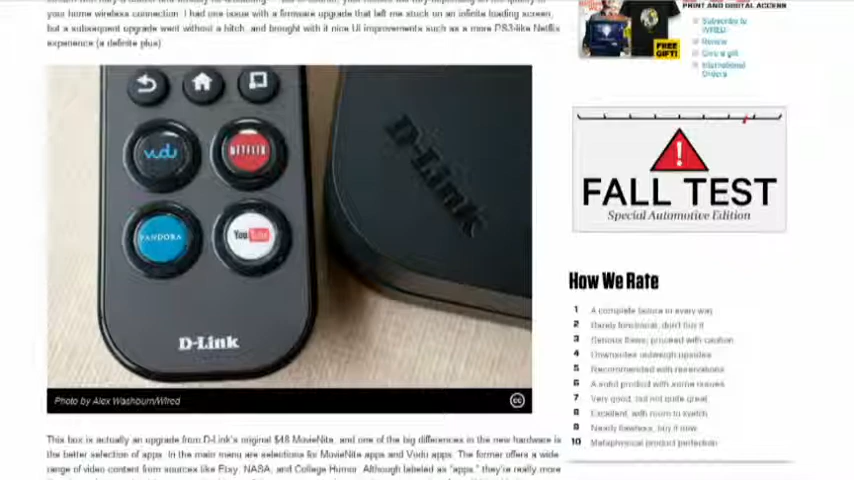 your home wireless connection. I had one issue with a firmware upgrade that left me stuck on an infinite loading screen,
but a subsequent upgrade went without a hitch, and brought with it nice UI improvements such as a more PS3-like Netflix
experience (a definite plus)
vudu
NETFLIX
PANDORA
YouTube
D-Link
D-Link
Photo by Alex Washburn/Wired
cc
This box is actually an upgrade from D-Link's original $48 MovieNite, and one of the big differences in the new hardware is
the better selection of apps. In the main menu are selections for MovieNite apps and Vudu apps. The former offers a wide
range of video content from sources like Etsy, NASA, and College Humor. Although labeled as "apps," they're really more
PRINT AND DIGITAL ACCESS
FREE
GIFT!
Subscribe to
WIRED
Renew
Give a gift
International
Orders
!
FALL TEST
Special Automotive Edition
How We Rate
1 A complete failure in every way
2 Barely functional, don't buy it
3 Serious flaws, proceed with caution
4 Downsides outweigh upsides
5 Recommended with reservations
6 A solid product with some issues
7 Very good, but not quite great
8 Excellent, with room to kvetch
9 Nearly flawless, buy it now
10 Metaphysical product perfection